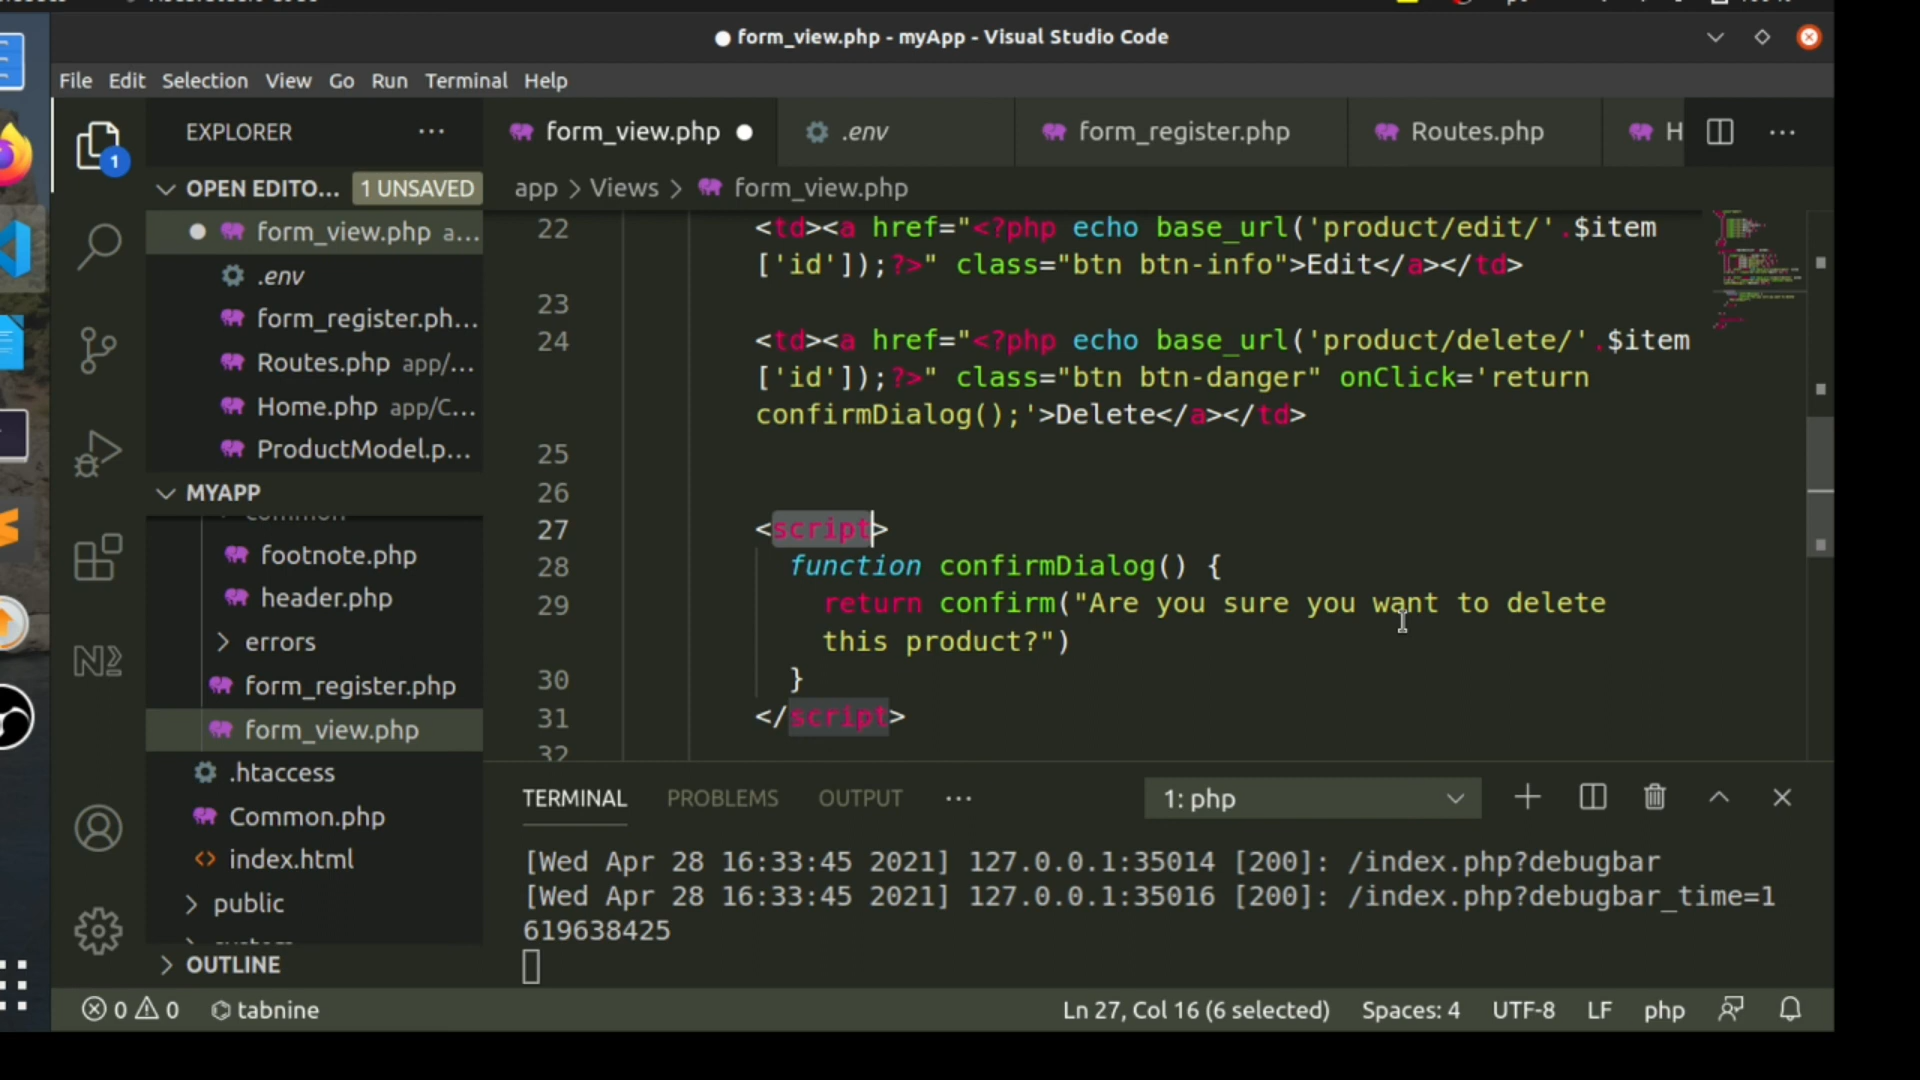 form_view.php - myApp - Visual Studio Code
File Edit Selection View Go Run Terminal Help
EXPLORER
form_view.php
.env
form_register.php
Routes.php
H
OPEN EDITO... 1 UNSAVED
app > Views > form_view.php
form_view.php a...
.env
form_register.ph...
Routes.php app/...
Home.php app/C...
ProductModel.p...
MYAPP
common
footnote.php
header.php
errors
form_register.php
form_view.php
.htaccess
Common.php
index.html
public
OUTLINE
22 <td><a href="<?php echo base_url('product/edit/'.$item
['id']);?>" class="btn btn-info">Edit</a></td>
23
24 <td><a href="<?php echo base_url('product/delete/'.$item
['id']);?>" class="btn btn-danger" onClick='return
confirmDialog();'>Delete</a></td>
25
26
27 <script>
28 function confirmDialog() {
29 return confirm("Are you sure you want to delete
this product?")
30 }
31 </script>
32
TERMINAL PROBLEMS OUTPUT ...
1: php
[Wed Apr 28 16:33:45 2021] 127.0.0.1:35014 [200]: /index.php?debugbar
[Wed Apr 28 16:33:45 2021] 127.0.0.1:35016 [200]: /index.php?debugbar_time=1
619638425
0 0 tabnine
Ln 27, Col 16 (6 selected) Spaces: 4 UTF-8 LF php